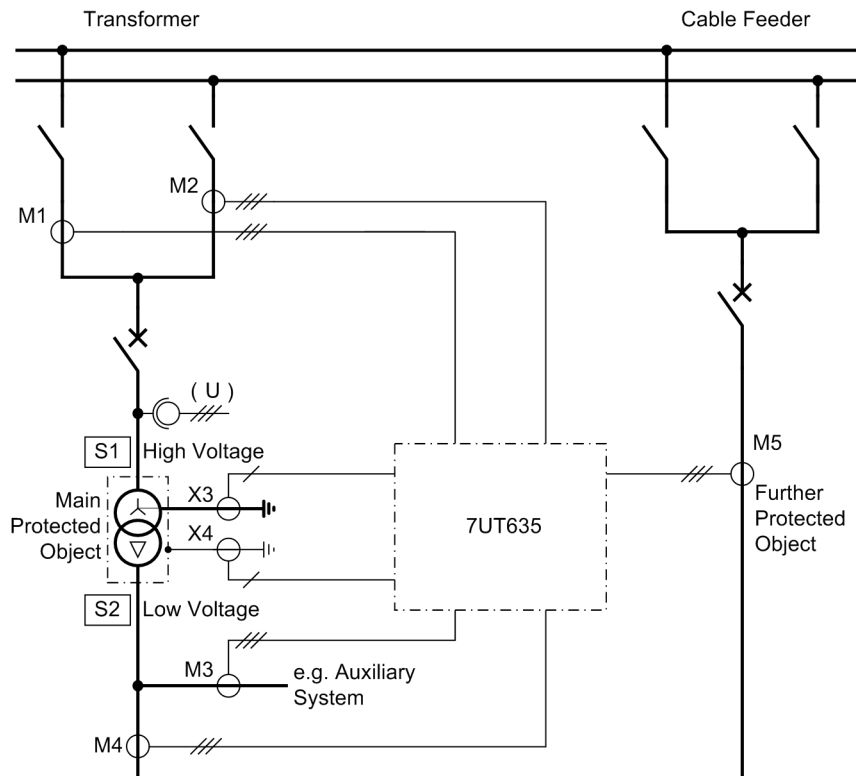 Transformer
Cable Feeder
M2
M1
( U )
S1
High Voltage
M5
Main
Protected
Object
X3
X4
7UT635
Further
Protected
Object
S2
Low Voltage
M3
e.g. Auxiliary
System
M4